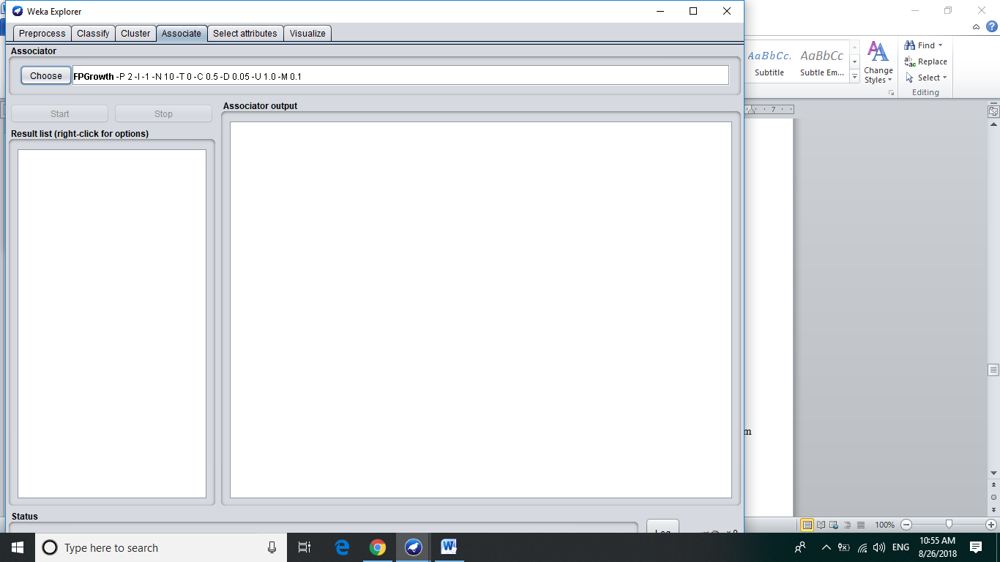 Weka Explorer
Preprocess Classify Cluster Associate Select attributes Visualize
Associator
Choose FPGrowth -P 2 -I -1 -N 10 -T 0 -C 0.5 -D 0.05 -U 1.0 -M 0.1
Start Stop
Associator output
Result list (right-click for options)
Status
Log
x 0
AaBbCc. AaBbCc
Subtitle Subtle Em...
Change
Styles
Find
Replace
Select
Editing
7
m
100%
Type here to search
ENG
10:55 AM
8/26/2018